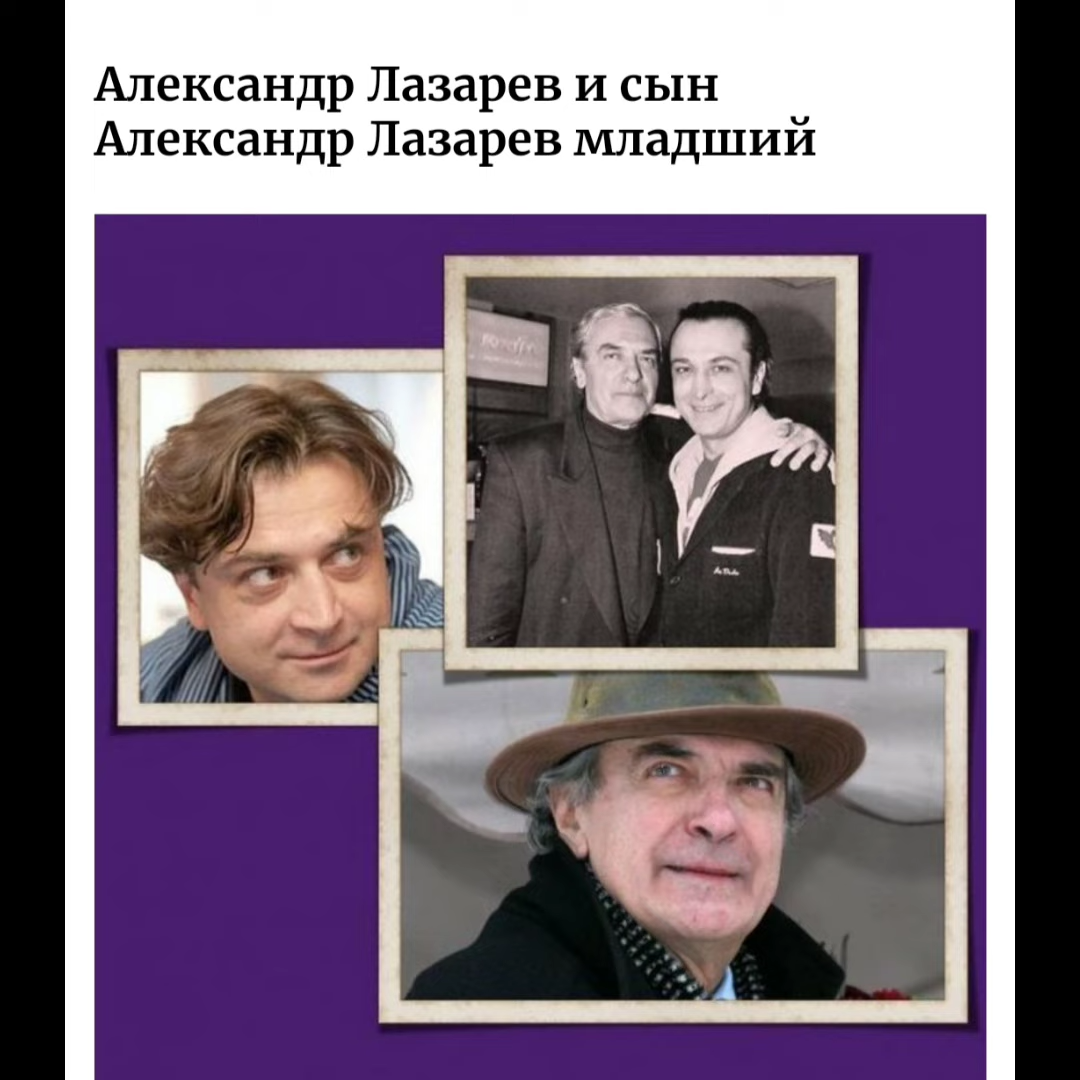 Александр Лазарев и сын
Александр Лазарев младший